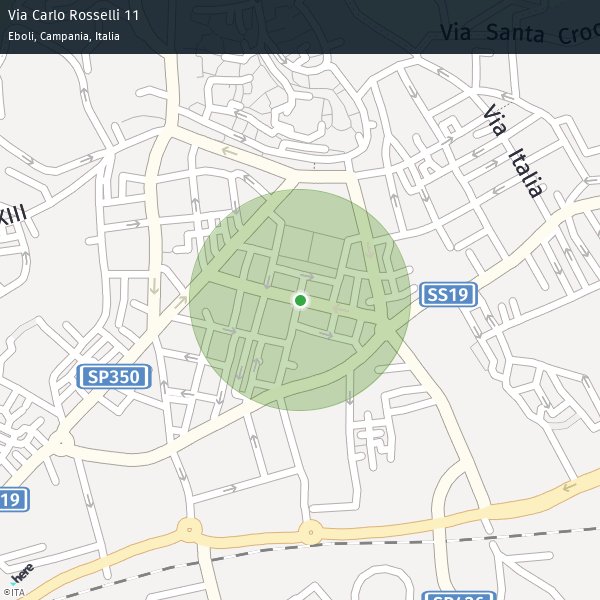 Via Carlo Rosselli 11
Eboli, Campania, Italia
Via Santa Croc
Via Italia
XIII
SS19
SP350
19
here
©ITA